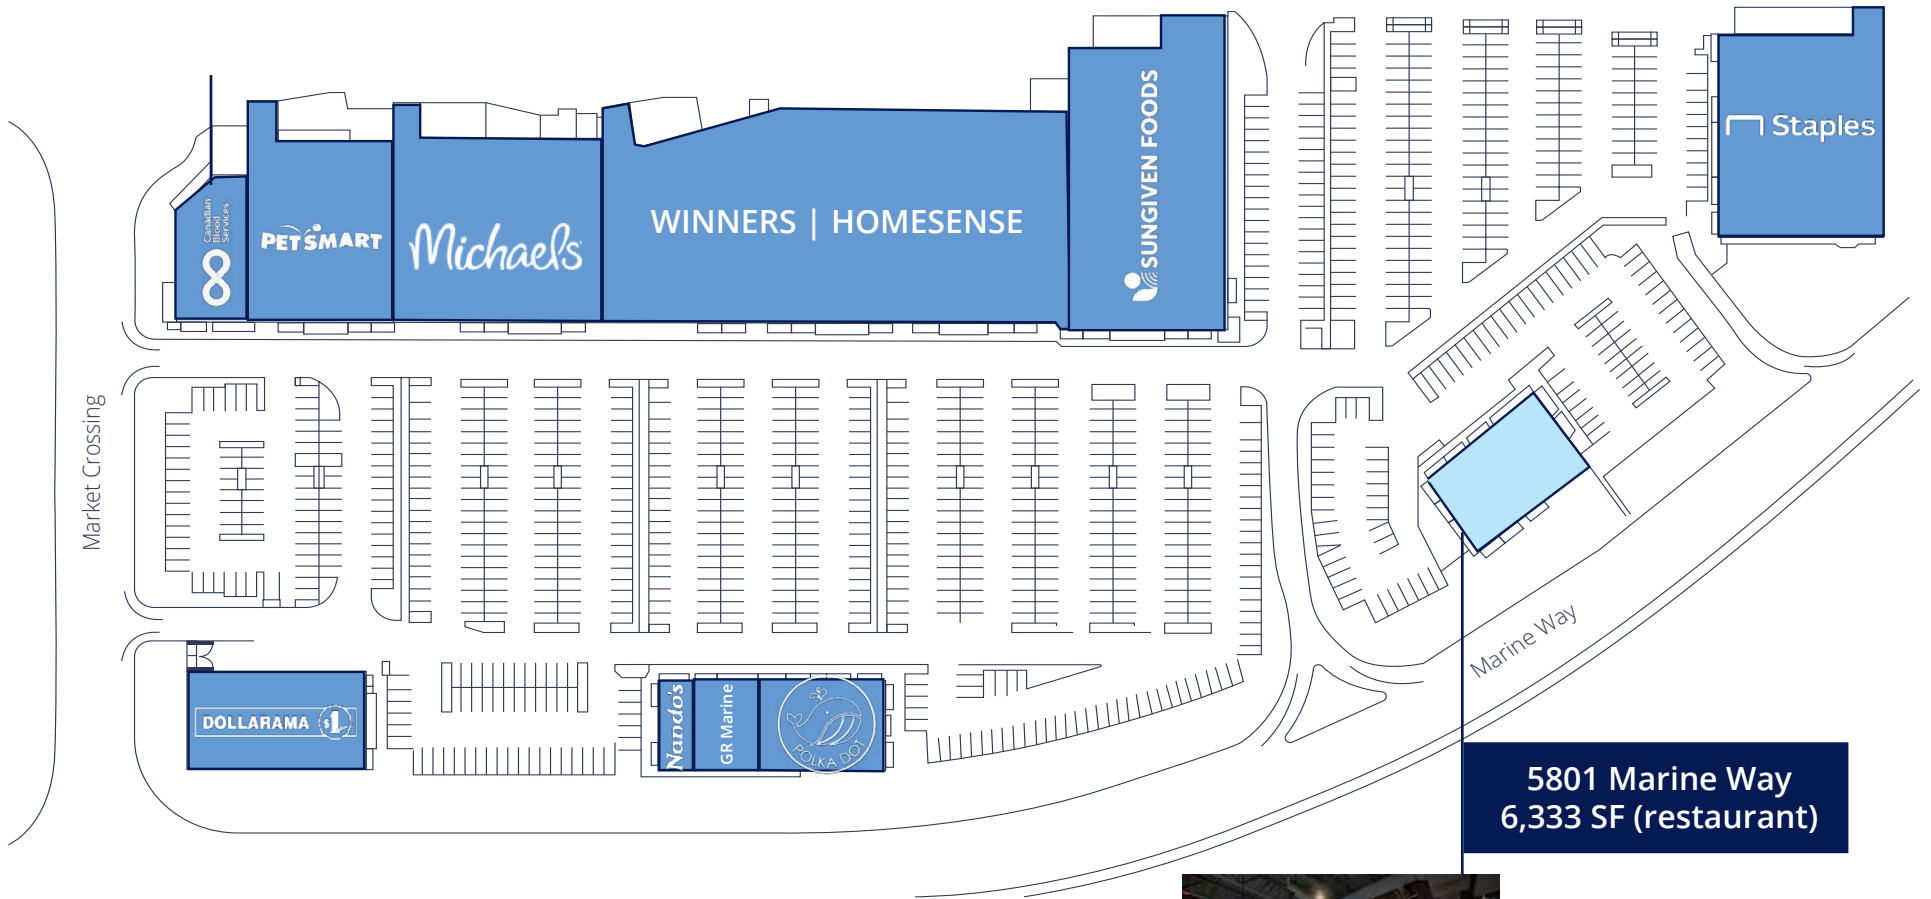 Canadian
Blood
Services
PETSMART
Michaels
WINNERS | HOMESENSE
SUNGIVEN FOODS
Staples
Market Crossing
Marine Way
DOLLARAMA $1
Nando's
GR Marine
POLKA DOT
5801 Marine Way
6,333 SF (restaurant)